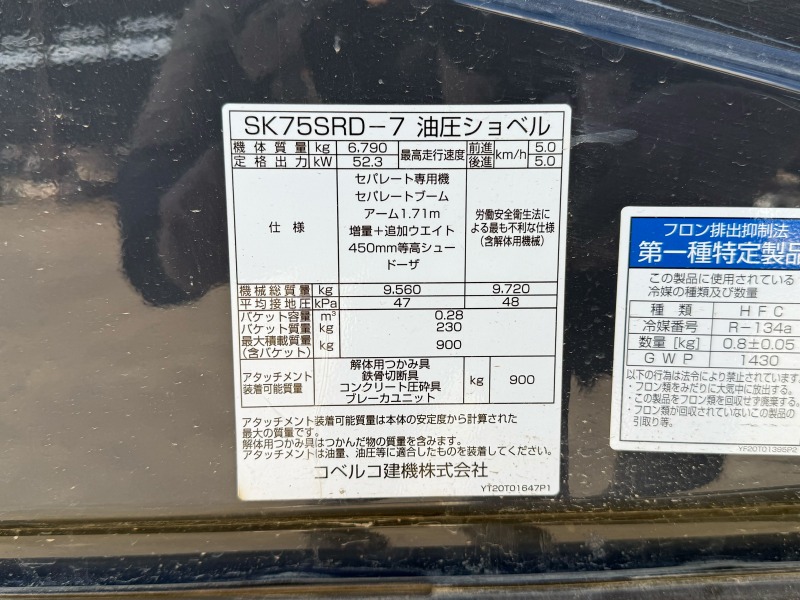 SK75SRD-7 油圧ショベル
機体質量 kg 6.790 最高走行速度 前進 km/h 5.0
定格出力 kW 52.3 後進 5.0
仕様
セパレート専用機
セパレートブーム
アーム1.71m
増量+追加ウエイト
450mm等高シュー
ドーザ
労働安全衛生法に
よる最も不利な仕様
(含解体用機械)
機械総質量 kg 9.560 9.720
平均接地圧 kPa 47 48
バケット容量 m³ 0.28
バケット質量 kg 230
最大積載質量
(含バケット) kg 900
アタッチメント
装着可能質量
解体用つかみ具
鉄骨切断具
コンクリート圧砕具
ブレーカユニット
kg 900
アタッチメント装着可能質量は本体の安定度から計算された
最大の質量です。
解体用つかみ具はつかんだ物の質量を含みます。
アタッチメントは油量、油圧等に適合したものを装着してください。
コベルコ建機株式会社
YT20T01647P1
フロン排出抑制法
第一種特定製品
この製品に使用されている
冷媒の種類及び数量
種類 HFC
冷媒番号 R-134a
数量 [kg] 0.8±0.05
GWP 1430
以下の行為は法令により禁止され
・フロン類をみだりに大気中に放出する。
・この製品をフロン類を回収せず廃棄する
・フロン類が回収されていないこの製品の
引取り等。
YF20T01395P2